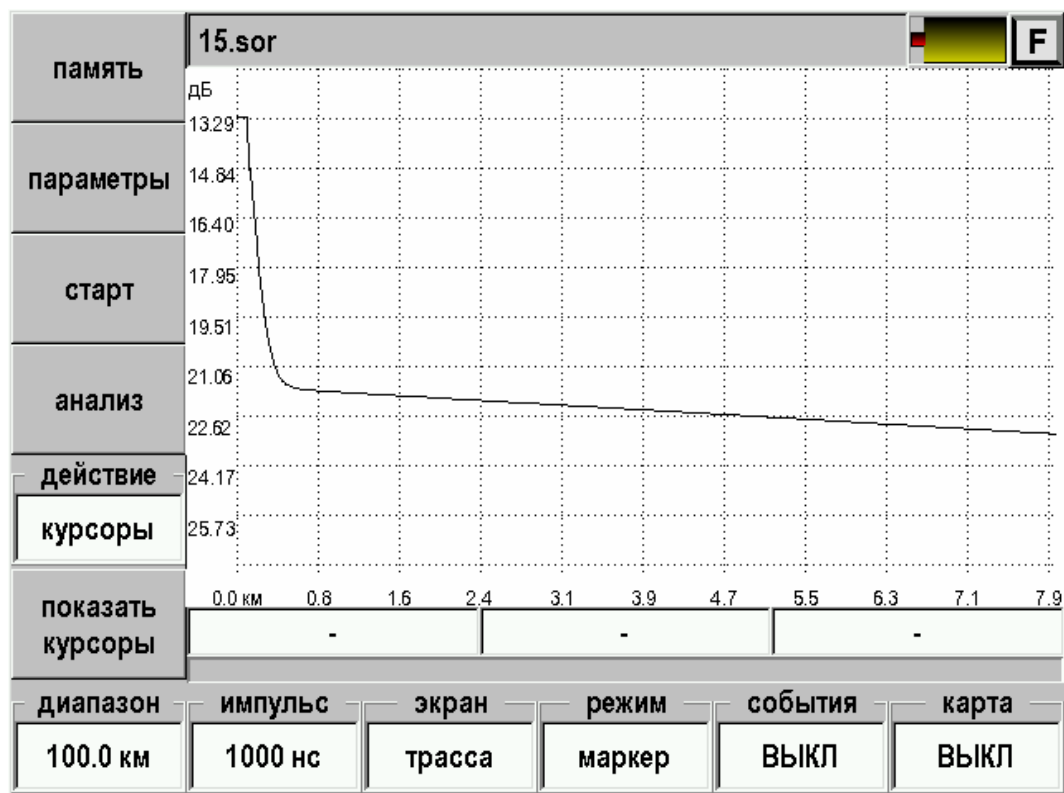 15.sor
F
память
параметры
старт
анализ
действие
курсоры
показать
курсоры
дБ
13.29
14.84
16.40
17.95
19.51
21.06
22.62
24.17
25.73
0.0 км 0.8 1.6 2.4 3.1 3.9 4.7 5.5 6.3 7.1 7.9
- - -
диапазон импульс экран режим события карта
100.0 км 1000 нс трасса маркер ВЫКЛ ВЫКЛ